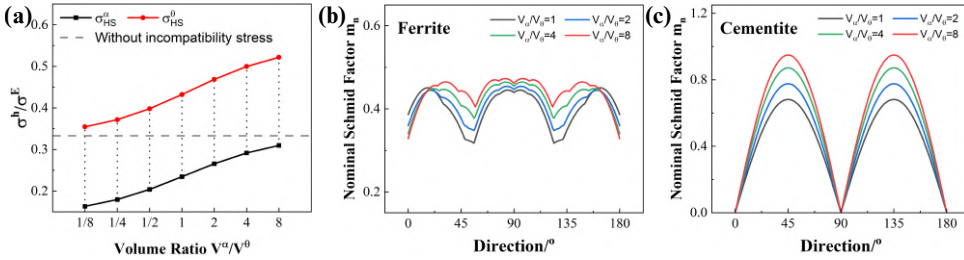 (a)
σ^α_HS σ^θ_HS
Without incompatibility stress
σ^h/σ^E
0.6
0.5
0.4
0.3
0.2
1/8 1/4 1/2 1 2 4 8
Volume Ratio V^α/V^θ
(b)
Ferrite
V_α/V_θ=1 V_α/V_θ=2
V_α/V_θ=4 V_α/V_θ=8
Nominal Schmid Factor m_n
0.6
0.4
0.2
0 45 90 135 180
Direction/°
(c)
V_α/V_θ=1 V_α/V_θ=2
V_α/V_θ=4 V_α/V_θ=8
Cementite
Nominal Schmid Factor m_n
1.2
0.8
0.4
0.0
0 45 90 135 180
Direction/°